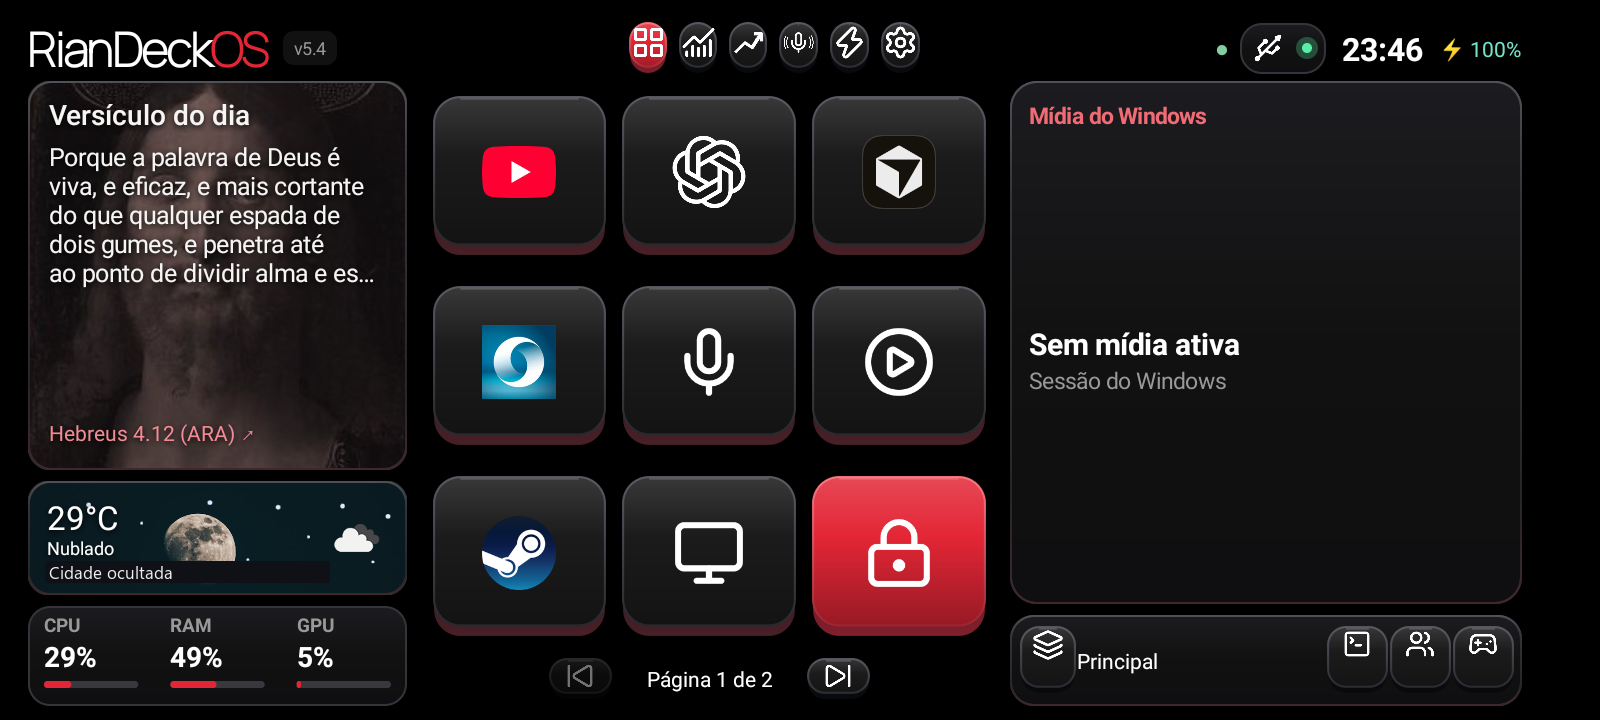 RianDeckOS
v5.4
23:46
100%
Versículo do dia
Porque a palavra de Deus é
viva, e eficaz, e mais cortante
do que qualquer espada de
dois gumes, e penetra até
ao ponto de dividir alma e es...
Hebreus 4.12 (ARA) ↗
29°C
Nublado
Cidade ocultada
CPU
RAM
GPU
29%
49%
5%
Página 1 de 2
Mídia do Windows
Sem mídia ativa
Sessão do Windows
Principal